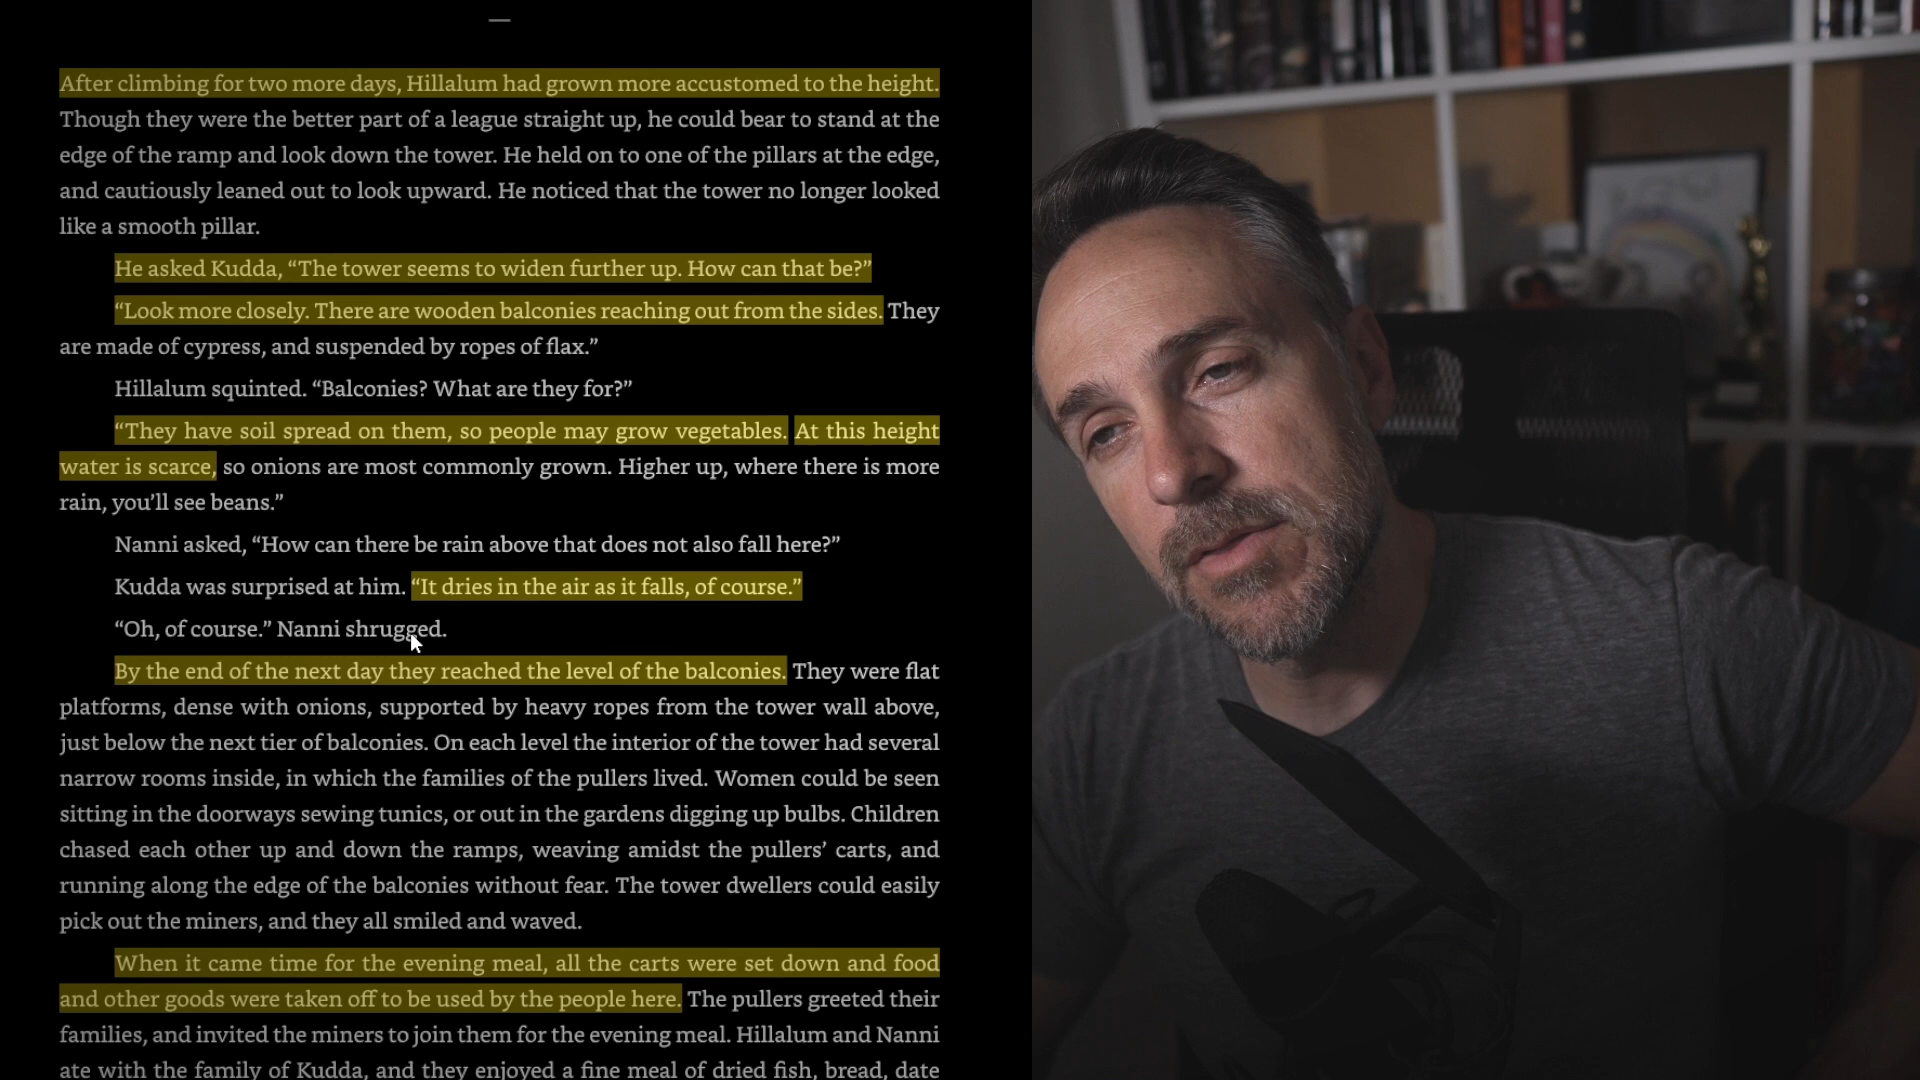 After climbing for two more days, Hillalum had grown more accustomed to the height.
Though they were the better part of a league straight up, he could bear to stand at the
edge of the ramp and look down the tower. He held on to one of the pillars at the edge,
and cautiously leaned out to look upward. He noticed that the tower no longer looked
like a smooth pillar.
He asked Kudda, “The tower seems to widen further up. How can that be?”
“Look more closely. There are wooden balconies reaching out from the sides. They
are made of cypress, and suspended by ropes of flax.”
Hillalum squinted. “Balconies? What are they for?”
“They have soil spread on them, so people may grow vegetables. At this height
water is scarce, so onions are most commonly grown. Higher up, where there is more
rain, you’ll see beans.”
Nanni asked, “How can there be rain above that does not also fall here?”
Kudda was surprised at him. “It dries in the air as it falls, of course.”
“Oh, of course.” Nanni shrugged.
By the end of the next day they reached the level of the balconies. They were flat
platforms, dense with onions, supported by heavy ropes from the tower wall above,
just below the next tier of balconies. On each level the interior of the tower had several
narrow rooms inside, in which the families of the pullers lived. Women could be seen
sitting in the doorways sewing tunics, or out in the gardens digging up bulbs. Children
chased each other up and down the ramps, weaving amidst the pullers’ carts, and
running along the edge of the balconies without fear. The tower dwellers could easily
pick out the miners, and they all smiled and waved.
When it came time for the evening meal, all the carts were set down and food
and other goods were taken off to be used by the people here. The pullers greeted their
families, and invited the miners to join them for the evening meal. Hillalum and Nanni
ate with the family of Kudda, and they enjoyed a fine meal of dried fish, bread, date